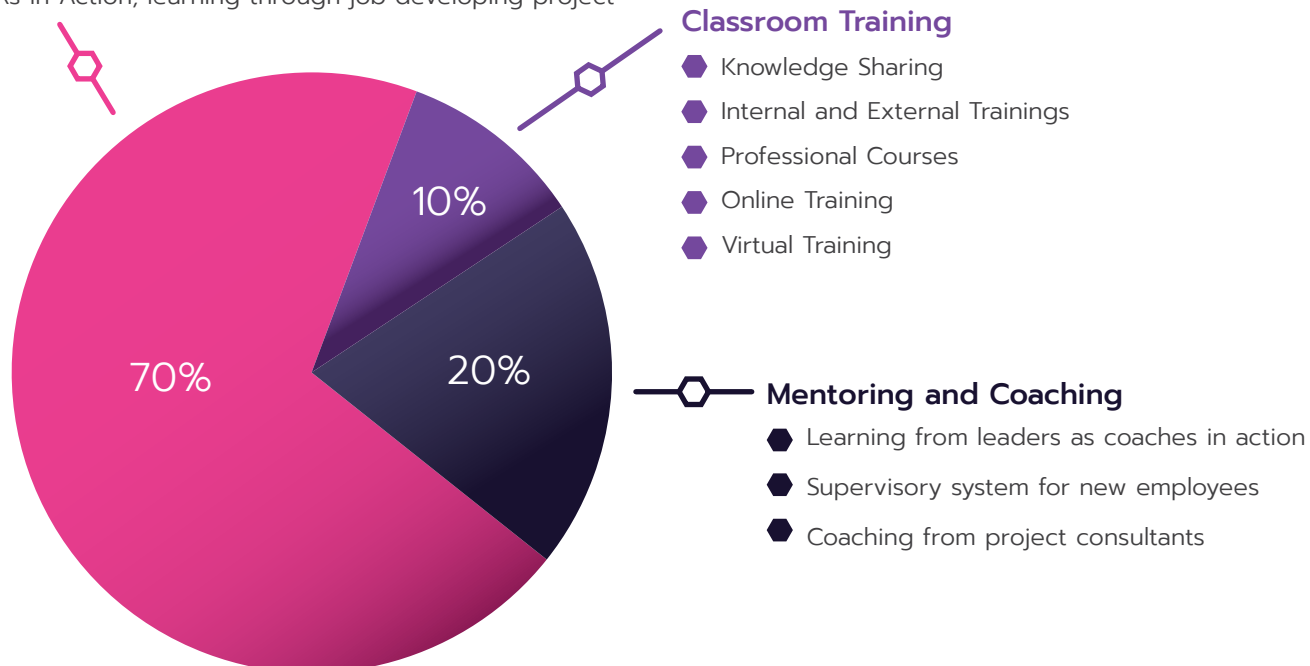 in Action, learning through job developing project
Classroom Training
Knowledge Sharing
Internal and External Trainings
Professional Courses
Online Training
Virtual Training
10%
70%
20%
Mentoring and Coaching
Learning from leaders as coaches in action
Supervisory system for new employees
Coaching from project consultants